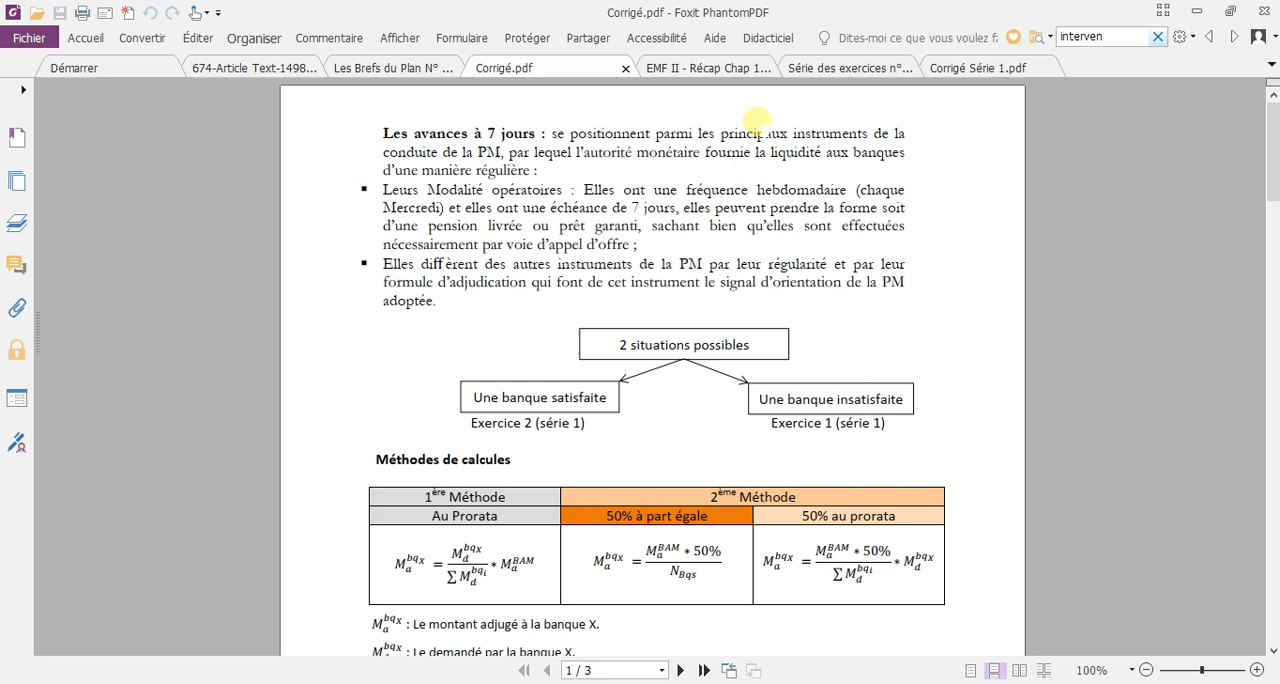 Corrigé.pdf - Foxit PhantomPDF
Fichier Accueil Convertir Éditer Organiser Commentaire Afficher Formulaire Protéger Partager Accessibilité Aide Didacticiel Dites-moi ce que vous voulez f interven
Démarrer 674-Article Text-1498... Les Brefs du Plan N° ... Corrigé.pdf EMF II - Récap Chap 1... Série des exercices n°... Corrigé Série 1.pdf
Les avances à 7 jours : se positionnent parmi les principaux instruments de la
conduite de la PM, par lequel l'autorité monétaire fournie la liquidité aux banques
d'une manière régulière :
▪ Leurs Modalité opératoires : Elles ont une fréquence hebdomadaire (chaque
Mercredi) et elles ont une échéance de 7 jours, elles peuvent prendre la forme soit
d'une pension livrée ou prêt garanti, sachant bien qu'elles sont effectuées
nécessairement par voie d'appel d'offre ;
▪ Elles diffèrent des autres instruments de la PM par leur régularité et par leur
formule d'adjudication qui font de cet instrument le signal d'orientation de la PM
adoptée.
2 situations possibles
Une banque satisfaite Une banque insatisfaite
Exercice 2 (série 1) Exercice 1 (série 1)
Méthodes de calcules
1ère Méthode 2ème Méthode
Au Prorata 50% à part égale 50% au prorata
M_a^{bqx} = M_d^{bqx} / ∑ M_d^{bqi} * M_a^{BAM} M_a^{bqx} = M_a^{BAM} * 50% / N_{Bqs} M_a^{bqx} = M_a^{BAM} * 50% / ∑ M_d^{bqi} * M_d^{bqx}
M_a^{bqx} : Le montant adjugé à la banque X.
M_d^{bqx} : Le demandé par la banque X.
1 / 3 100%